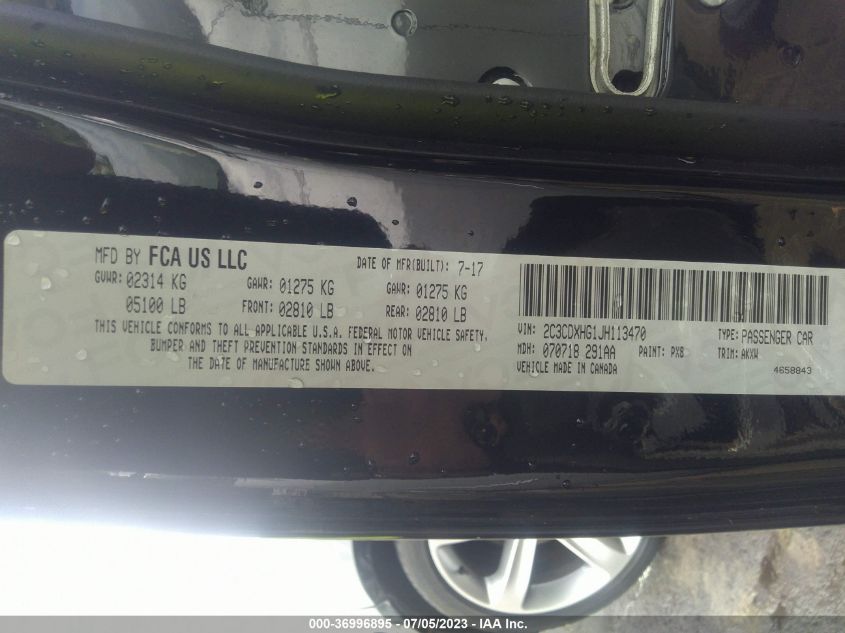 MFD BY FCA US LLC
DATE OF MFR(BUILT): 7-17
GVWR: 02314 KG GAWR: 01275 KG GAWR: 01275 KG
05100 LB FRONT: 02810 LB REAR: 02810 LB
THIS VEHICLE CONFORMS TO ALL APPLICABLE U.S.A. FEDERAL MOTOR VEHICLE SAFETY,
BUMPER AND THEFT PREVENTION STANDARDS IN EFFECT ON
THE DATE OF MANUFACTURE SHOWN ABOVE.
VIN: 2C3CDXHG1JH113470 TYPE: PASSENGER CAR
MDH: 070718 291AA PAINT: PX8 TRIM: AKXW
VEHICLE MADE IN CANADA 4658843
000-36996895 - 07/05/2023 - IAA Inc.